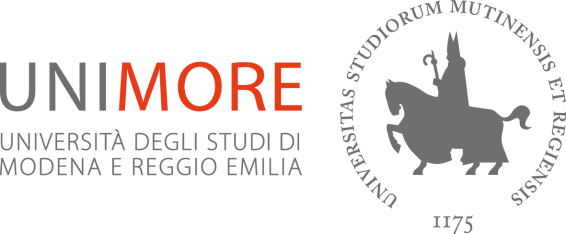 UNIMORE
UNIVERSITÀ DEGLI STUDI DI
MODENA E REGGIO EMILIA
UNIVERSITAS STUDIORUM MUTINENSIS ET REGIENSIS
1175